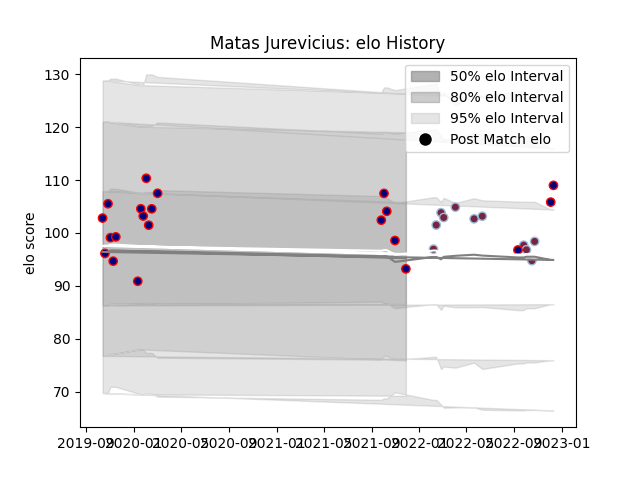 Matas Jurevicius: elo History
50% elo Interval
80% elo Interval
95% elo Interval
Post Match elo
elo score
130
120
110
100
90
80
70
2019-09 2020-01 2020-05 2020-09 2021-01 2021-05 2021-09 2022-01 2022-05 2022-09 2023-01